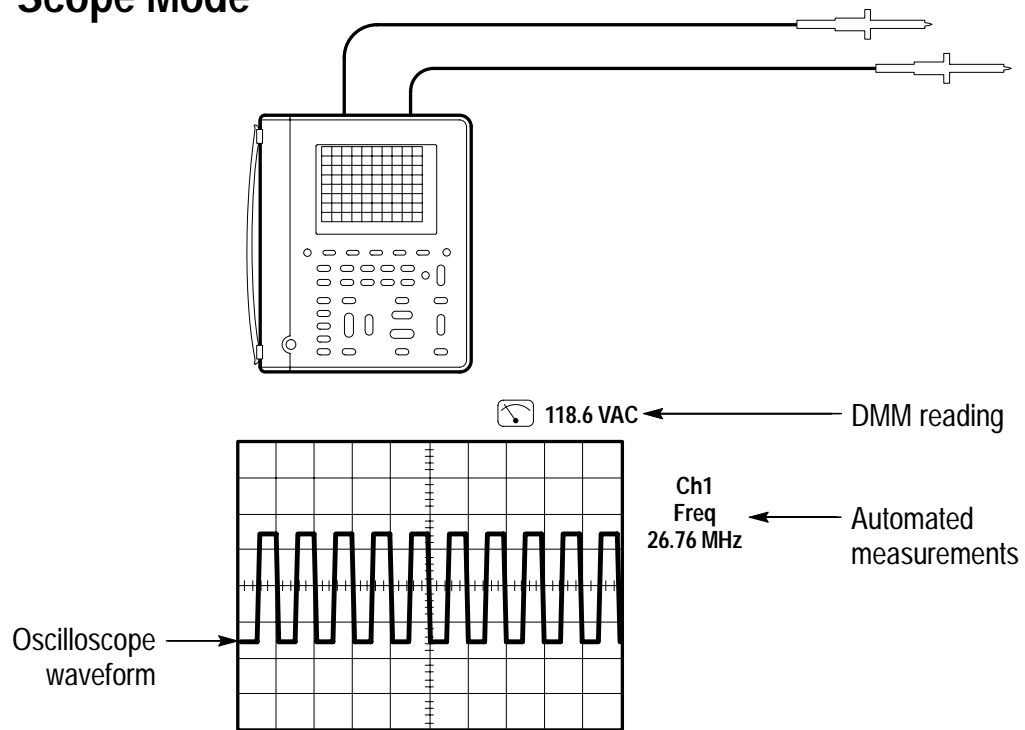 Scope Mode
118.6 VAC
DMM reading
Ch1
Freq
26.76 MHz
Automated
measurements
Oscilloscope
waveform